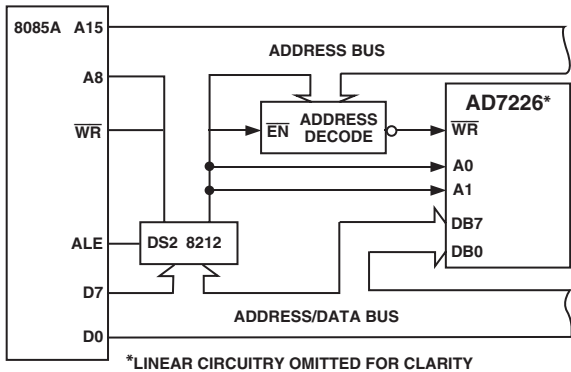 8085A A15
ADDRESS BUS
A8
AD7226*
EN ADDRESS DECODE
WR
WR
A0
A1
DB7
ALE
DS2 8212
DB0
D7
ADDRESS/DATA BUS
D0
*LINEAR CIRCUITRY OMITTED FOR CLARITY